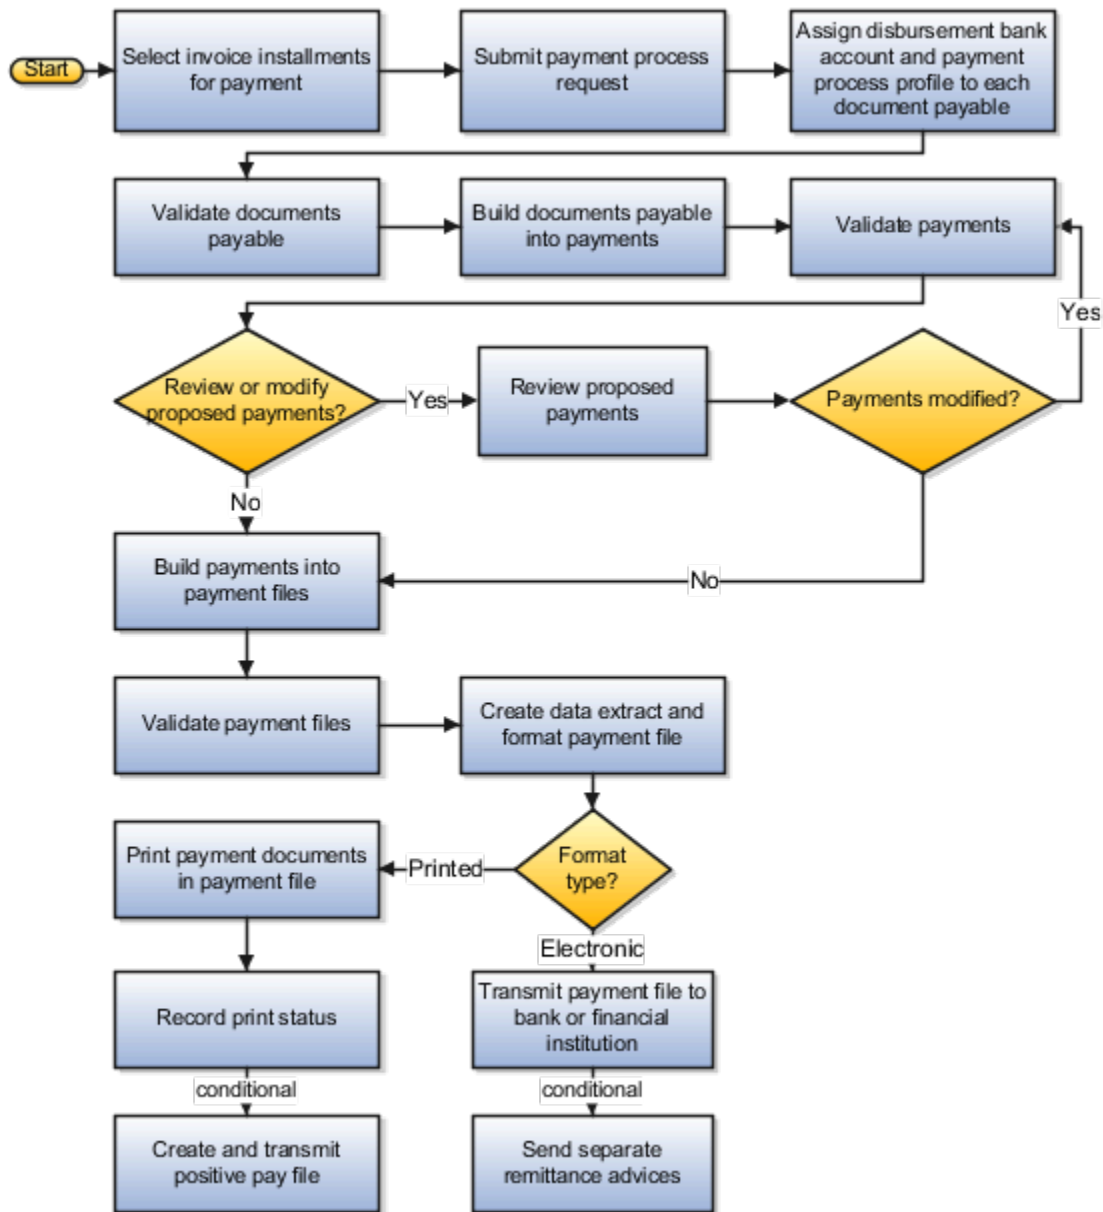 Start
Select invoice installments
for payment
Submit payment process
request
Assign disbursement bank
account and payment
process profile to each
document payable
Validate documents
payable
Build documents payable
into payments
Validate payments
Yes
Review or modify
proposed payments?
Yes
Review proposed
payments
Payments modified?
No
Build payments into
payment files
No
Validate payment files
Create data extract and
format payment file
Print payment documents
in payment file
Printed
Format
type?
Electronic
Record print status
Transmit payment file to
bank or financial
institution
conditional
conditional
Create and transmit
positive pay file
Send separate
remittance advices